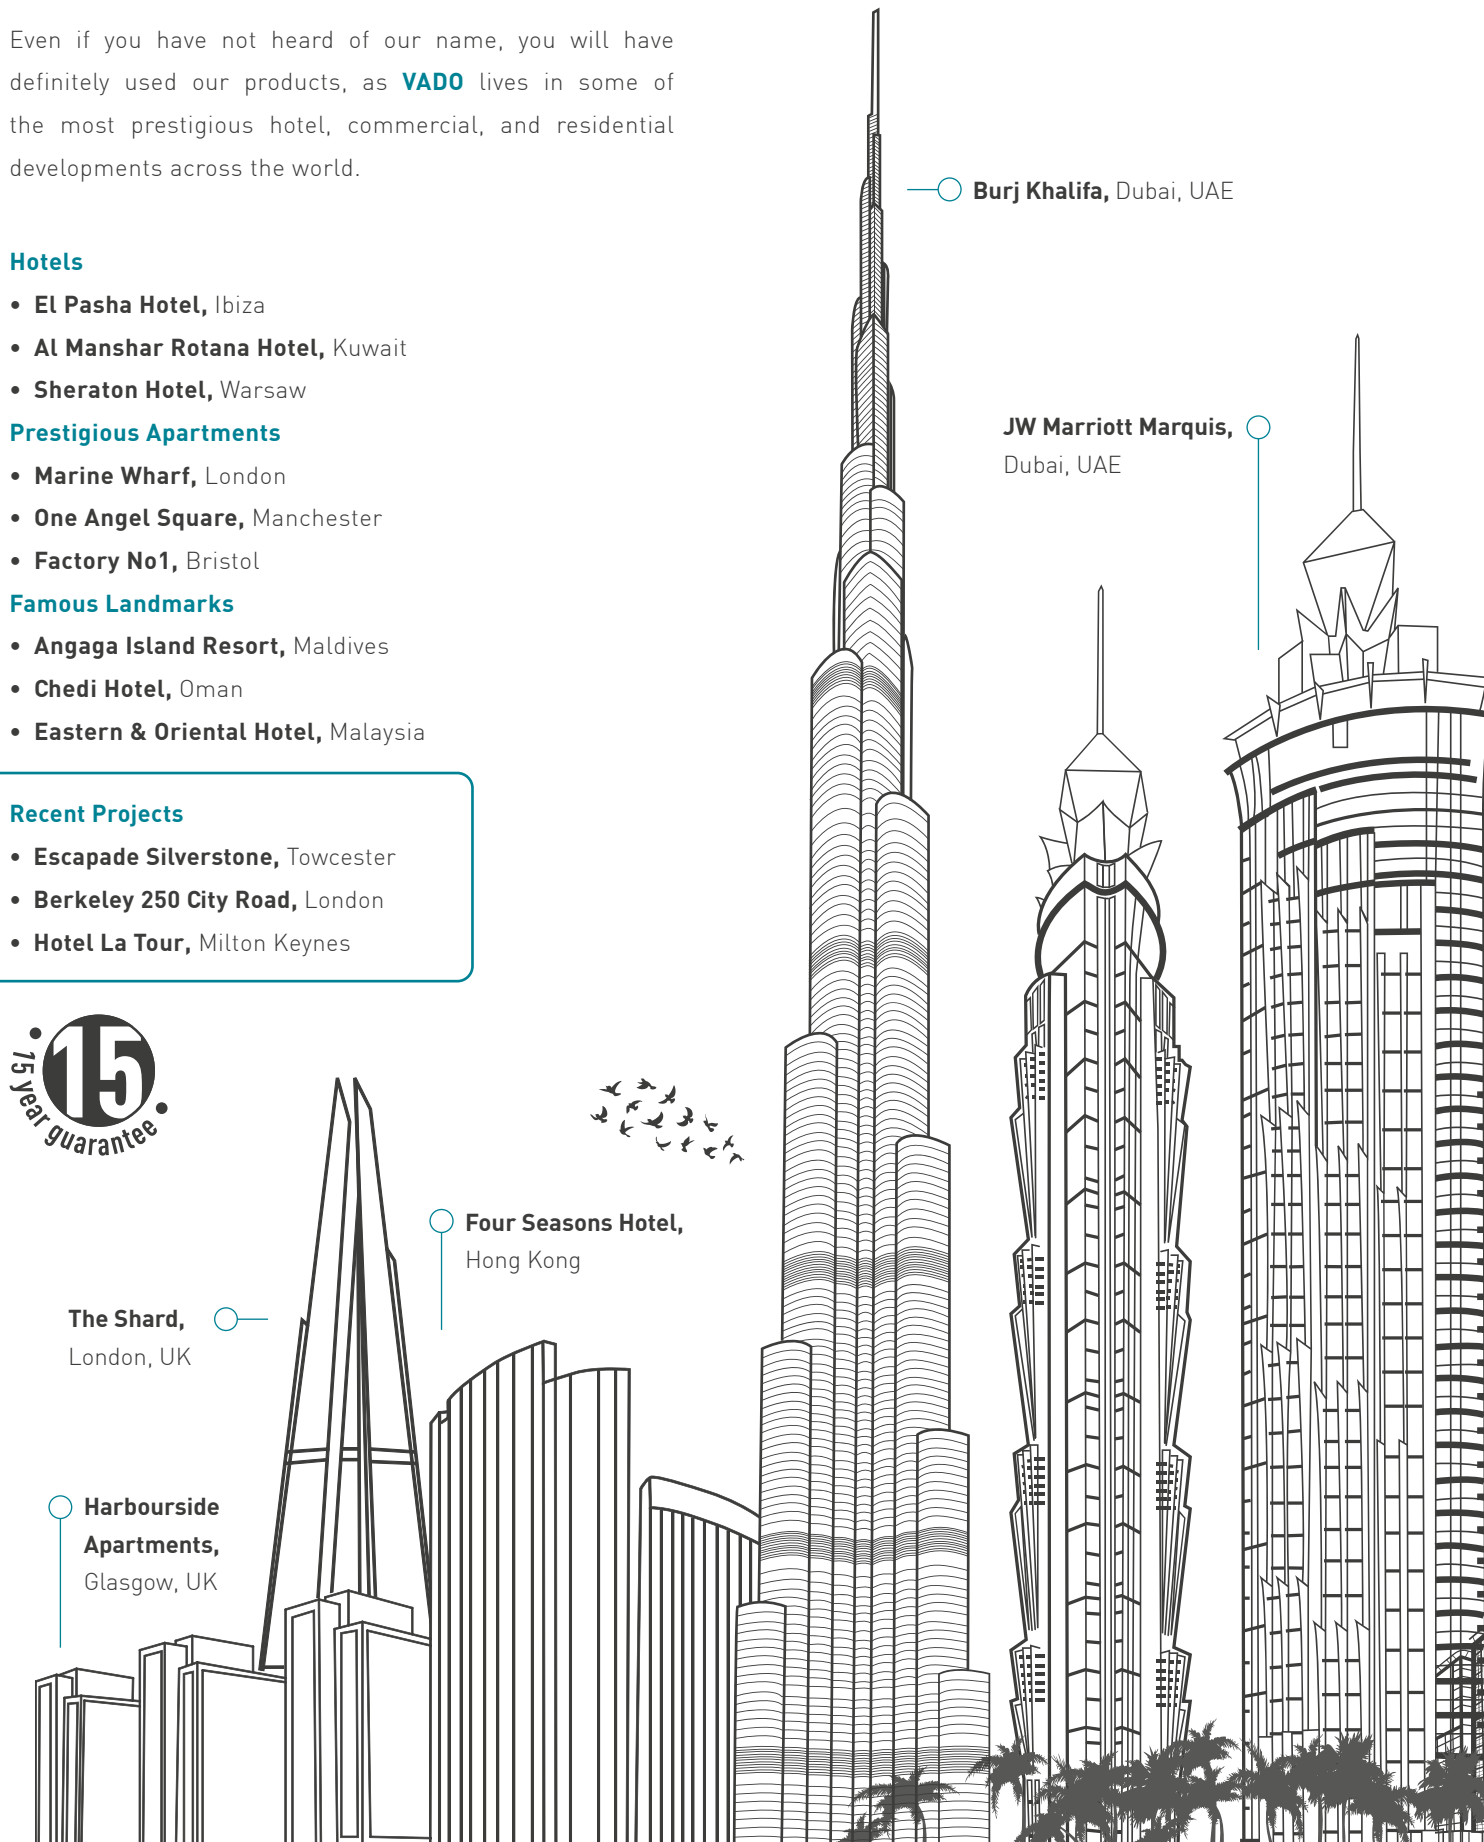 Even if you have not heard of our name, you will have
definitely used our products, as VADO lives in some of
the most prestigious hotel, commercial, and residential
developments across the world.
Hotels
• El Pasha Hotel, Ibiza
• Al Manshar Rotana Hotel, Kuwait
• Sheraton Hotel, Warsaw
Prestigious Apartments
• Marine Wharf, London
• One Angel Square, Manchester
• Factory No1, Bristol
Famous Landmarks
• Angaga Island Resort, Maldives
• Chedi Hotel, Oman
• Eastern & Oriental Hotel, Malaysia
Recent Projects
• Escapade Silverstone, Towcester
• Berkeley 250 City Road, London
• Hotel La Tour, Milton Keynes
15
• 15 year guarantee •
Burj Khalifa, Dubai, UAE
JW Marriott Marquis,
Dubai, UAE
Four Seasons Hotel,
Hong Kong
The Shard,
London, UK
Harbourside
Apartments,
Glasgow, UK